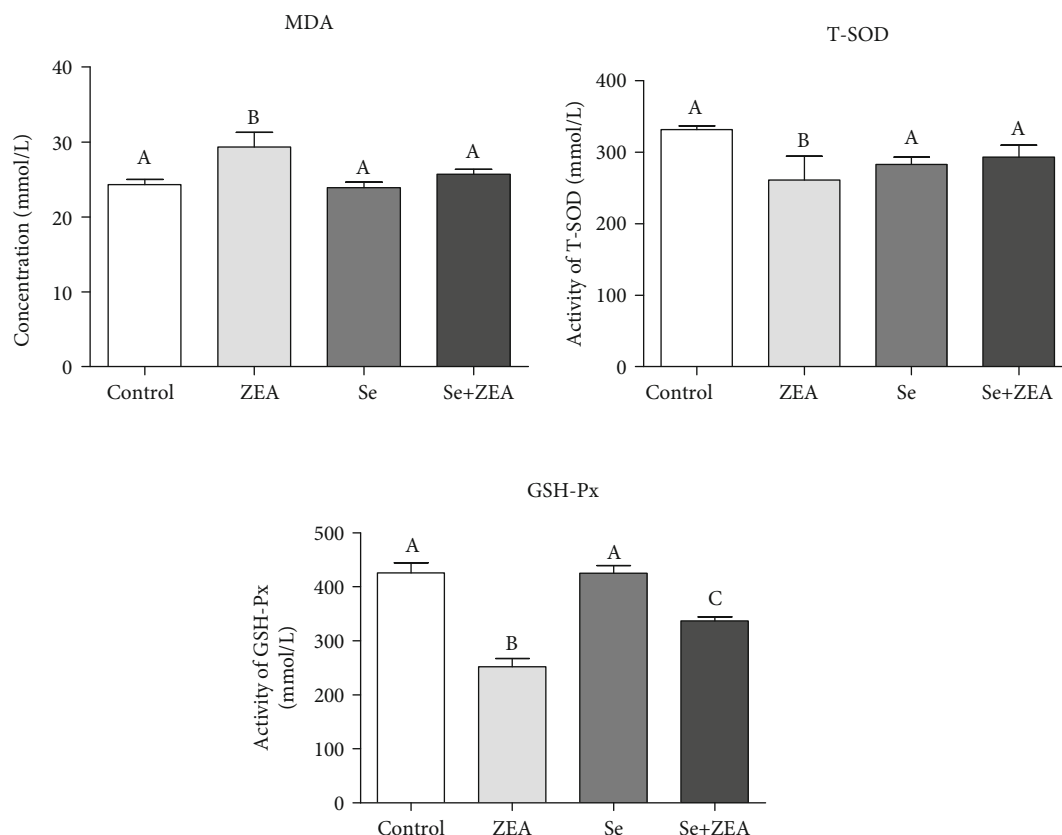 MDA
Concentration (mmol/L)
40
30
20
10
0
A
B
A
A
Control ZEA Se Se+ZEA
T-SOD
Activity of T-SOD (mmol/L)
400
300
200
300
0
A
B
A
A
Control ZEA Se Se+ZEA
GSH-Px
Activity of GSH-Px
(mmol/L)
500
400
300
200
100
0
A
B
A
C
Control ZEA Se Se+ZEA